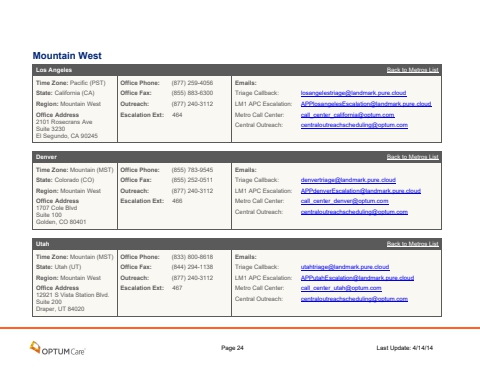 Mountain West
Los Angeles Back to Metros List
Time Zone: Pacific (PST) Office Phone: (877) 259-4056 Emails:
State: California (CA) Office Fax: (855) 883-6300 Triage Callback: losangelestriage@landmark.pure.cloud
Region: Mountain West Outreach: (877) 240-3112 LM1 APC Escalation: APPlosangelesEscalation@landmark.pure.cloud
Office Address Escalation Ext: 464 Metro Call Center: call_center_california@optum.com
2101 Rosecrans Ave Central Outreach: centraloutreachscheduling@optum.com
Suite 3230
El Segundo, CA 90245
Denver Back to Metros List
Time Zone: Mountain (MST) Office Phone: (855) 783-9545 Emails:
State: Colorado (CO) Office Fax: (855) 252-0511 Triage Callback: denvertriage@landmark.pure.cloud
Region: Mountain West Outreach: (877) 240-3112 LM1 APC Escalation: APPdenverEscalation@landmark.pure.cloud
Office Address Escalation Ext: 466 Metro Call Center: call_center_denver@optum.com
1707 Cole Blvd Central Outreach: centraloutreachscheduling@optum.com
Suite 100
Golden, CO 80401
Utah Back to Metros List
Time Zone: Mountain (MST) Office Phone: (833) 800-8618 Emails:
State: Utah (UT) Office Fax: (844) 294-1138 Triage Callback: utahtriage@landmark.pure.cloud
Region: Mountain West Outreach: (877) 240-3112 LM1 APC Escalation: APPutahEscalation@landmark.pure.cloud
Office Address Escalation Ext: 467 Metro Call Center: call_center_utah@optum.com
12921 S Vista Station Blvd. Central Outreach: centraloutreachscheduling@optum.com
Suite 200
Draper, UT 84020
OPTUMCare Page 24 Last Update: 4/14/14